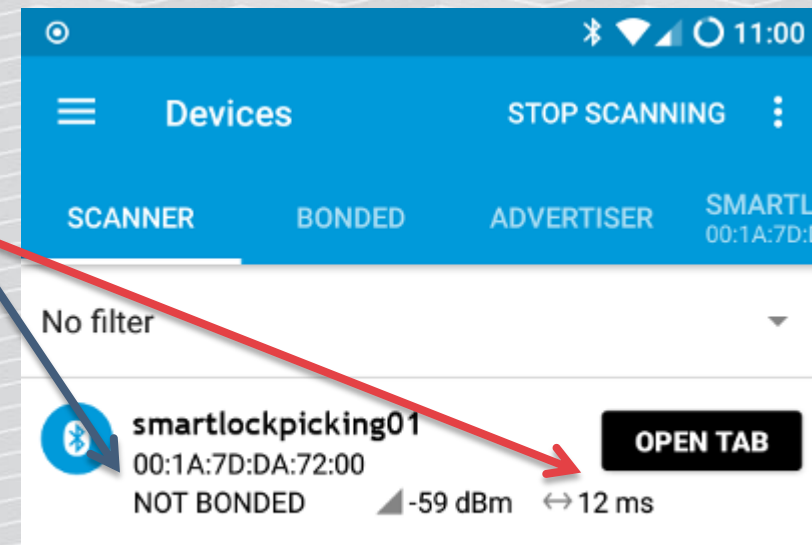 11:00
Devices STOP SCANNING
SCANNER BONDED ADVERTISER SMARTL
00:1A:7D:
No filter
smartlockpicking01
00:1A:7D:DA:72:00
OPEN TAB
NOT BONDED -59 dBm 12 ms